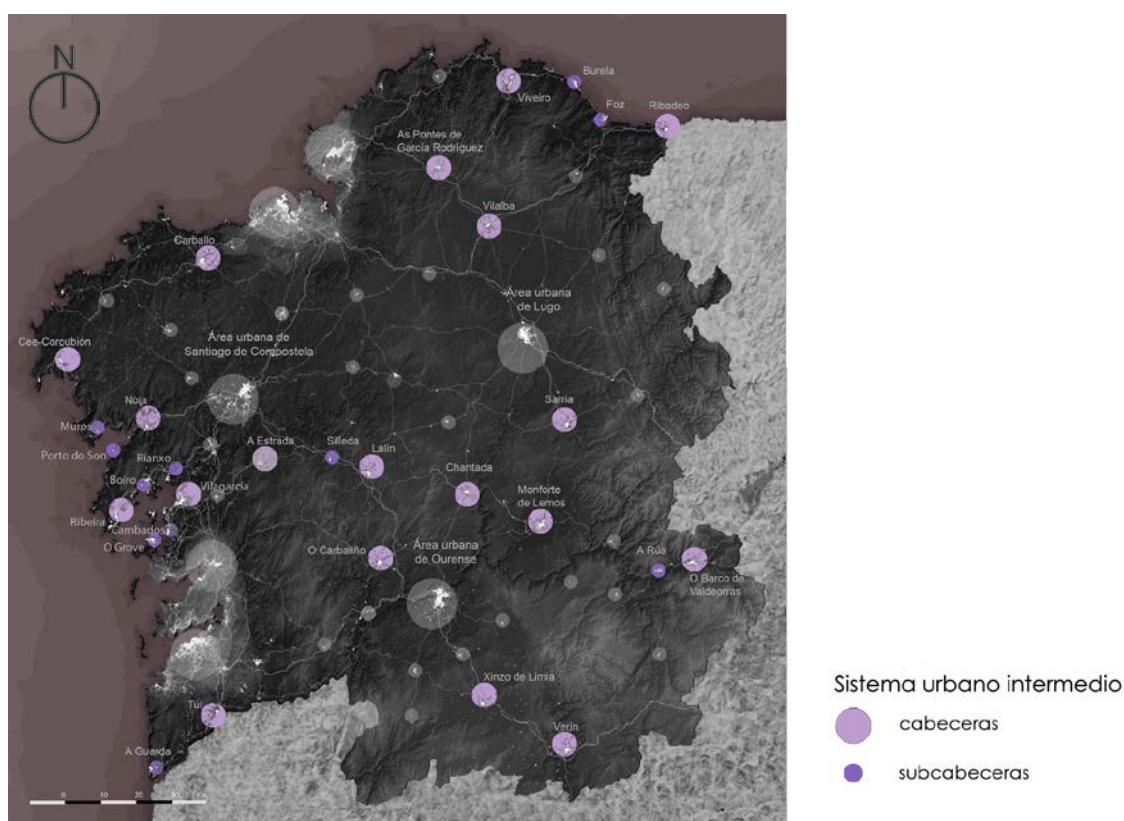 N
Burela
Viveiro
Foz
Ribadeo
As Pontes de
García Rodríguez
Vilalba
Carballo
Área urbana
de Lugo
Área urbana de
Santiago de Compostela
Cee-Corcubión
Noia
Sarria
Muros
A Estrada
Silleda
Lalín
Porto do Son
Rianxo
Chantada
Boiro
Vilagarcía
Monforte
de Lemos
Ribeira
Cambados
O Grove
O Carballiño
Área urbana
de Ourense
A Rúa
O Barco de
Valdeorras
Xinzo de Limia
Tui
Verín
A Guarda
Sistema urbano intermedio
cabeceras
subcabeceras